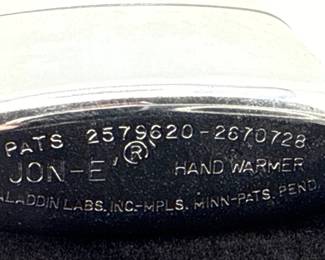 PATS 2579620-2670728
JON-E'® HAND WARMER
ALADDIN LABS. INC.-MPLS. MINN-PATS. PEND.